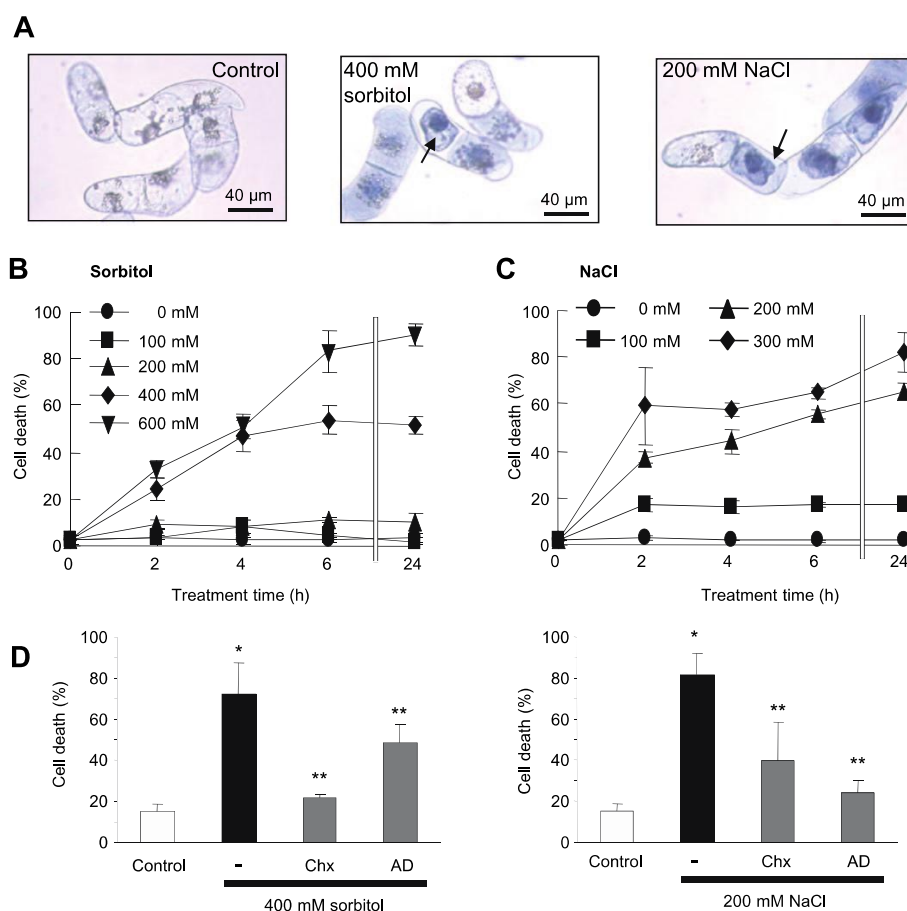 A
Control
400 mM
sorbitol
200 mM NaCl
40 µm
40 µm
40 µm
B
Sorbitol
0 mM
100 mM
200 mM
400 mM
600 mM
100
80
60
40
20
0
Cell death (%)
0 2 4 6 24
Treatment time (h)
C
NaCl
0 mM
100 mM
200 mM
300 mM
100
80
60
40
20
0
Cell death (%)
0 2 4 6 24
Treatment time (h)
D
100
80
60
40
20
0
Cell death (%)
*
**
**
Control - Chx AD
400 mM sorbitol
100
80
60
40
20
0
Cell death (%)
*
**
**
Control - Chx AD
200 mM NaCl